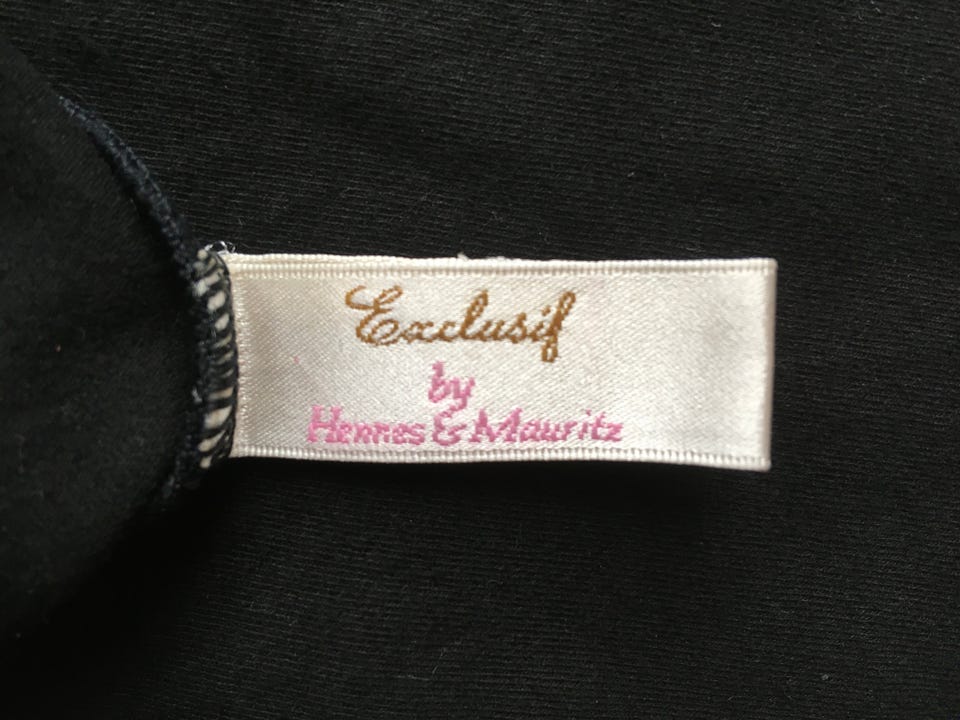 Exclusif
by
Hennes & Mauritz